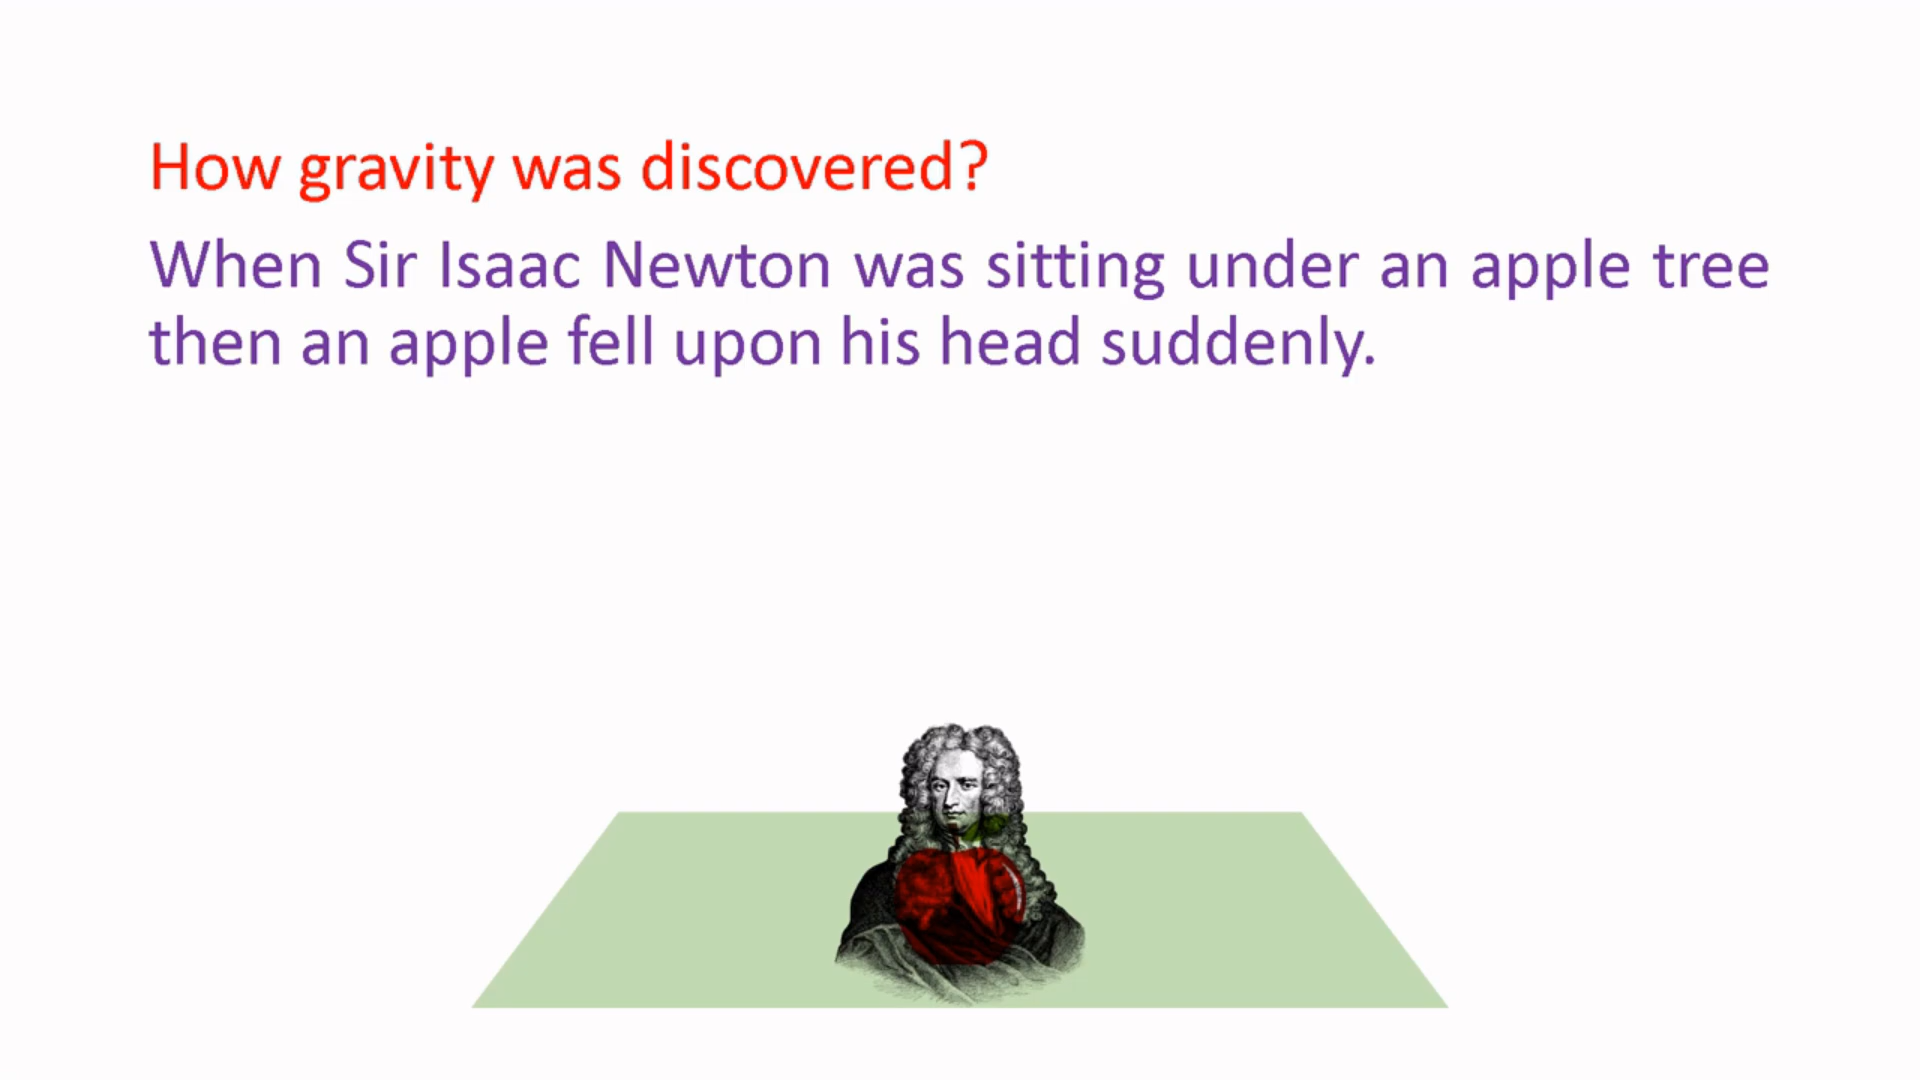 How gravity was discovered?
When Sir Isaac Newton was sitting under an apple tree
then an apple fell upon his head suddenly.